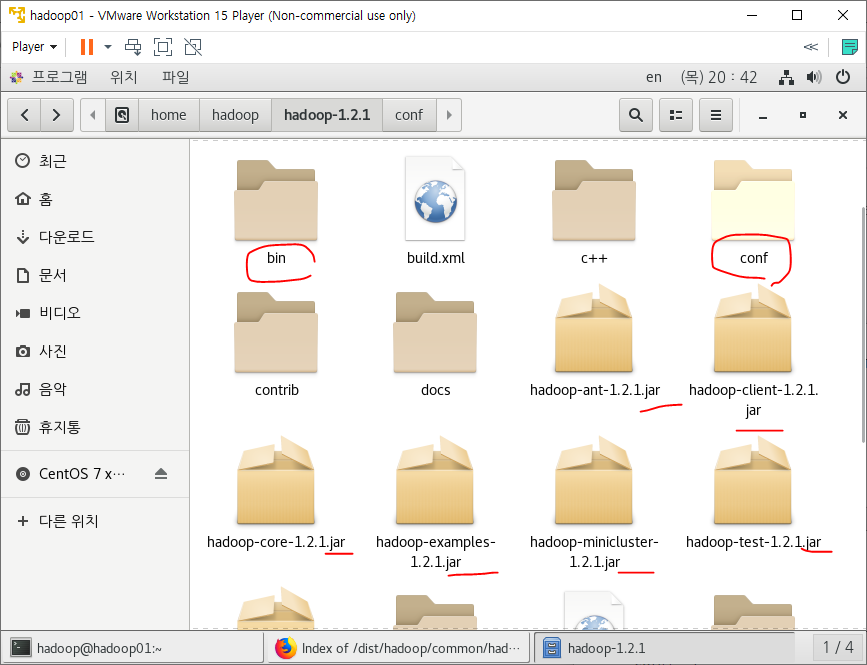 hadoop01 - VMware Workstation 15 Player (Non-commercial use only)
Player
프로그램 위치 파일 en (목) 20 : 42
home hadoop hadoop-1.2.1 conf
최근
홈
다운로드
문서
비디오
사진
음악
휴지통
CentOS 7 x···
다른 위치
bin build.xml c++ conf
contrib docs hadoop-ant-1.2.1.jar hadoop-client-1.2.1.
jar
hadoop-core-1.2.1.jar hadoop-examples- hadoop-minicluster- hadoop-test-1.2.1.jar
1.2.1.jar 1.2.1.jar
hadoop@hadoop01:~ Index of /dist/hadoop/common/had··· hadoop-1.2.1 1 / 4